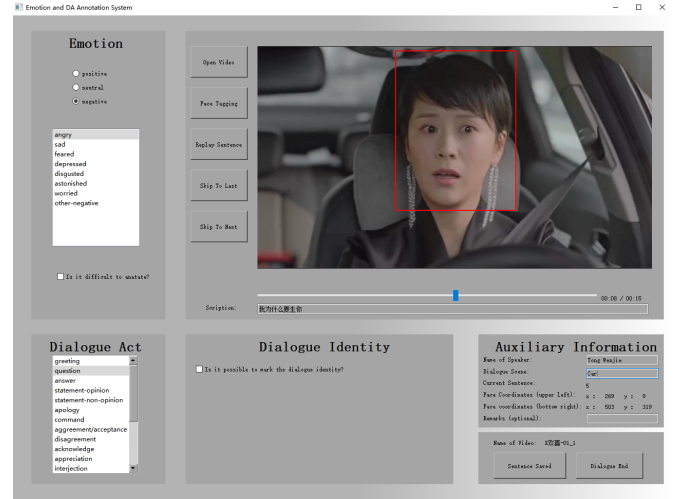 Emotion and DA Annotation System
Emotion
positive
neutral
negative
angry
sad
feared
depressed
disgusted
astonished
worried
other-negative
Is it difficult to anatate?
Open Video
Face Tagging
Replay Sentence
Skip To Last
Skip To Next
00:08 / 00:15
Scription:
我为什么要圭你
Dialogue Act
greeting
question
answer
statement-opinion
statement-non-opinion
apology
command
aggreement/acceptance
disagreement
acknowledge
appreciation
interjection
Dialogue Identity
Is it possible to mark the dialogue identity?
Auxiliary Information
Name of Speaker: Tong Wenjie
Dialogue Scene: Car
Current Sentence: 5
Face Coordinates (upper left): x : 269 y : 9
Face coordinates (bottom right): x : 503 y : 319
Remarks (optional):
Name of Video:
Sentence Saved
Dialogue End